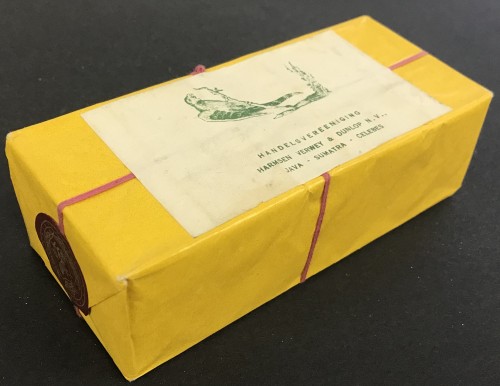 HANDELSVEREENIGING
HARMSEN VERWEY & DUNLOP N.V.,
JAVA - SUMATRA - CELEBES